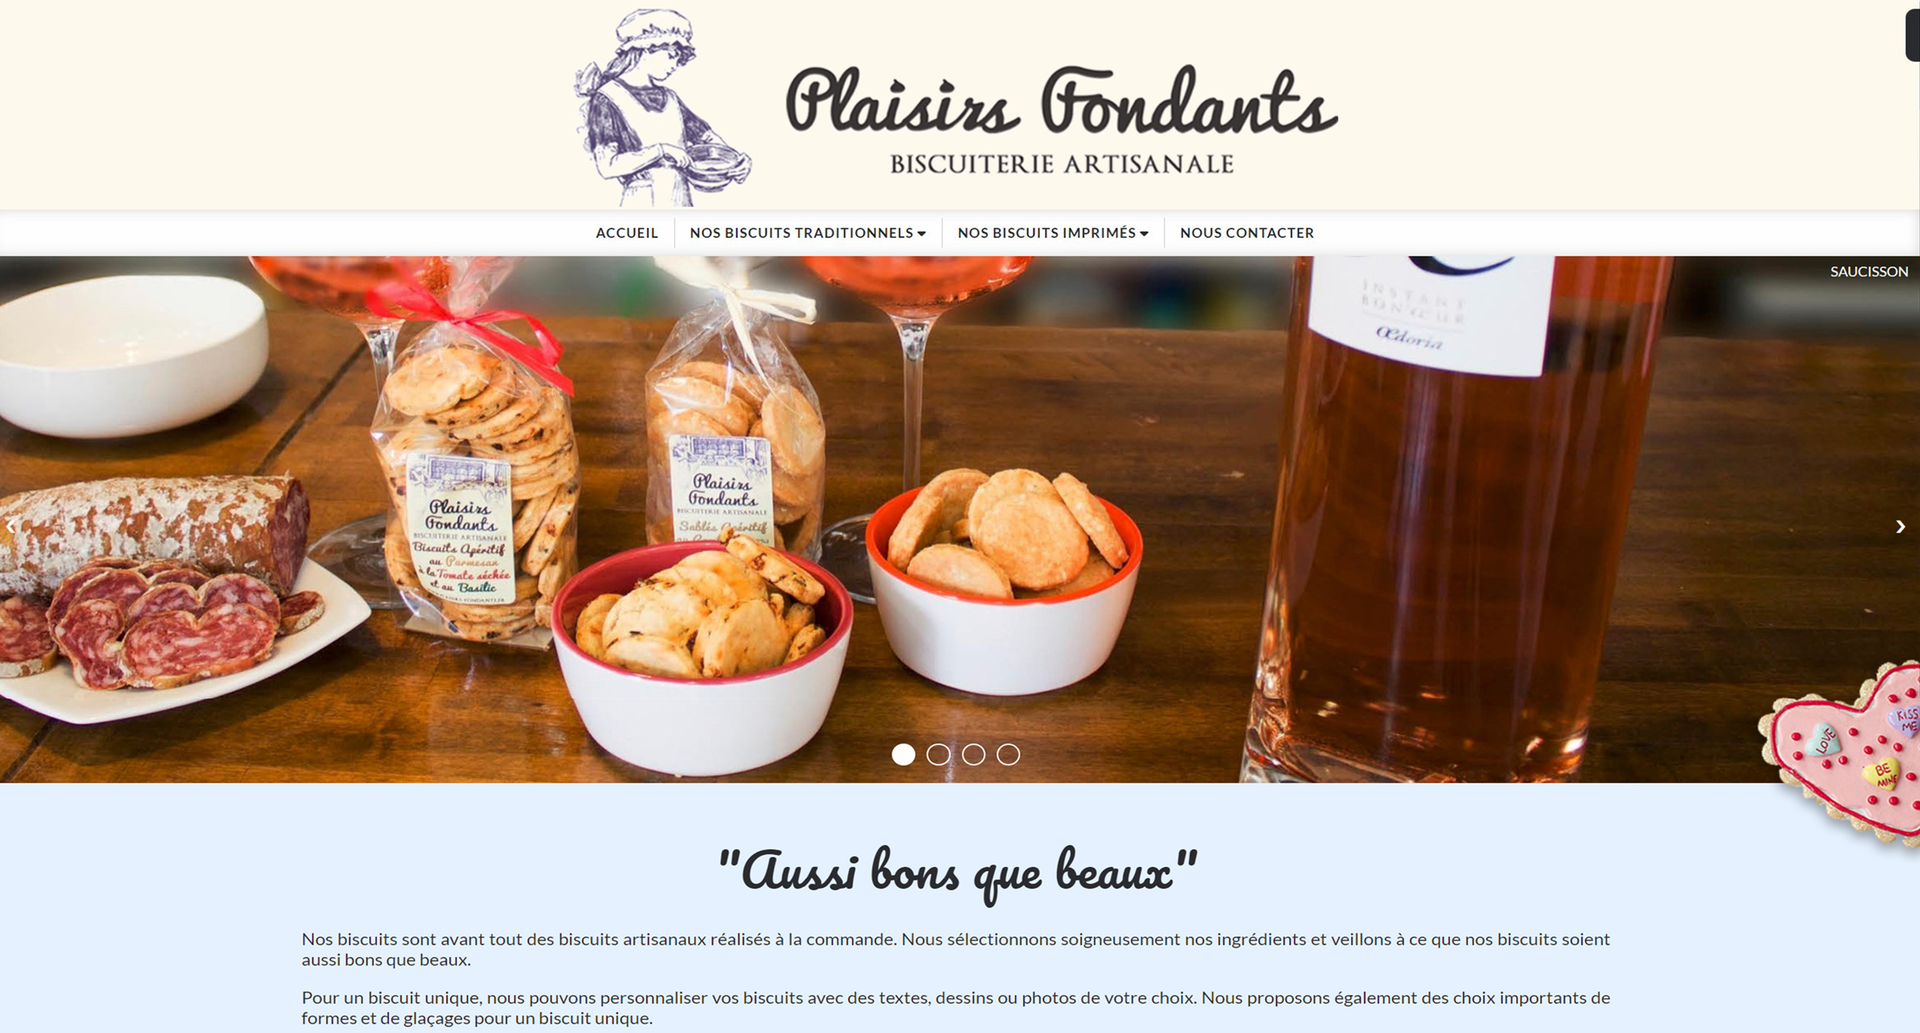 Plaisirs Fondants
BISCUITERIE ARTISANALE
ACCUEIL
NOS BISCUITS TRADITIONNELS
NOS BISCUITS IMPRIMÉS
NOUS CONTACTER
SAUCISSON
INSTANT
BONHEUR
Œdoria
Plaisirs
Fondants
BISCUITERIE ARTISANALE
Biscuits Apéritif
au Parmesan
à la Tomate séchée
et au Basilic
Plaisirs
Fondants
BISCUITERIE ARTISANALE
Sablés Apéritif
LOVE
KISS
ME
BE
MINE
"Aussi bons que beaux"
Nos biscuits sont avant tout des biscuits artisanaux réalisés à la commande. Nous sélectionnons soigneusement nos ingrédients et veillons à ce que nos biscuits soient
aussi bons que beaux.
Pour un biscuit unique, nous pouvons personnaliser vos biscuits avec des textes, dessins ou photos de votre choix. Nous proposons également des choix importants de
formes et de glaçages pour un biscuit unique.